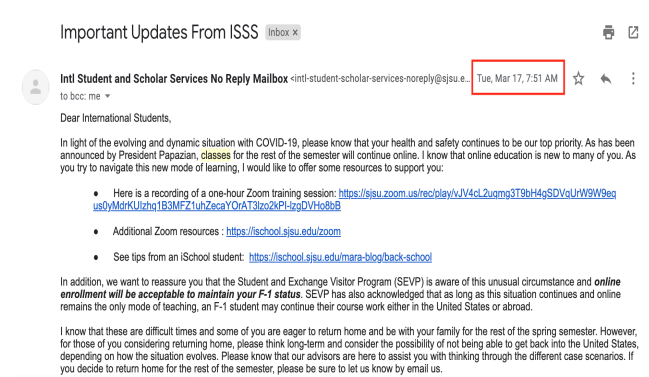 Important Updates From ISSS Inbox ×
Intl Student and Scholar Services No Reply Mailbox <intl-student-scholar-services-noreply@sjsu.e... Tue, Mar 17, 7:51 AM
to bcc: me
Dear International Students,
In light of the evolving and dynamic situation with COVID-19, please know that your health and safety continues to be our top priority. As has been
announced by President Papazian, classes for the rest of the semester will continue online. I know that online education is new to many of you. As
you try to navigate this new mode of learning, I would like to offer some resources to support you:
● Here is a recording of a one-hour Zoom training session:
● Additional Zoom resources : https://ischool.sjsu.edu/zoom
● See tips from an iSchool student: https://ischool.sjsu.edu/mara-blog/back-school
In addition, we want to reassure you that the Student and Exchange Visitor Program (SEVP) is aware of this unusual circumstance and online
enrollment will be acceptable to maintain your F-1 status. SEVP has also acknowledged that as long as this situation continues and online
remains the only mode of teaching, an F-1 student may continue their course work either in the United States or abroad.
I know that these are difficult times and some of you are eager to return home and be with your family for the rest of the spring semester. However,
for those of you considering returning home, please think long-term and consider the possibility of not being able to get back into the United States,
depending on how the situation evolves. Please know that our advisors are here to assist you with thinking through the different case scenarios. If
you decide to return home for the rest of the semester, please be sure to let us know by email us.